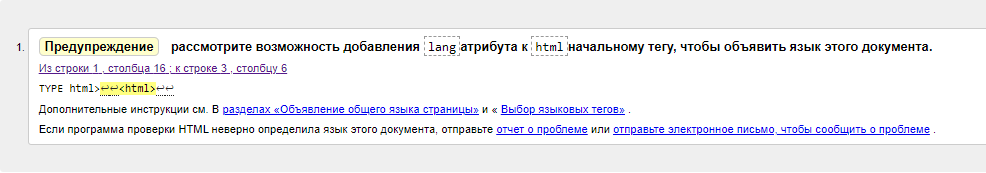 1. Предупреждение рассмотрите возможность добавления lang атрибута к html начальному тегу, чтобы объявить язык этого документа.
Из строки 1 , столбца 16 ; к строке 3 , столбцу 6
TYPE html>↩↩<html>↩↩
Дополнительные инструкции см. В разделах «Объявление общего языка страницы» и « Выбор языковых тегов» .
Если программа проверки HTML неверно определила язык этого документа, отправьте отчет о проблеме или отправьте электронное письмо, чтобы сообщить о проблеме .